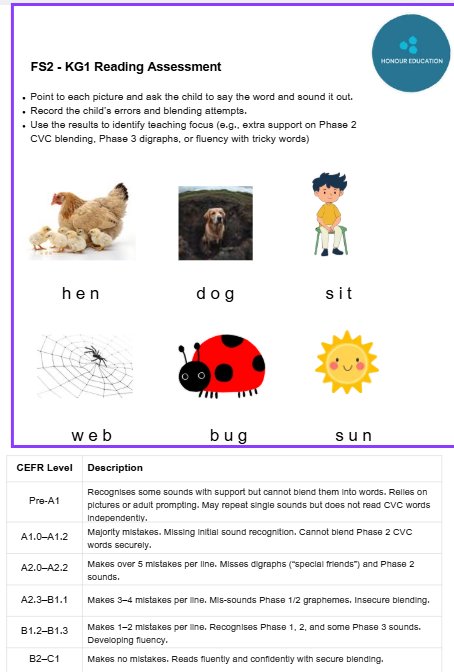 HONOUR EDUCATION
FS2 - KG1 Reading Assessment
• Point to each picture and ask the child to say the word and sound it out.
• Record the child's errors and blending attempts.
• Use the results to identify teaching focus (e.g., extra support on Phase 2
CVC blending, Phase 3 digraphs, or fluency with tricky words)
hen dog sit
web bug sun
CEFR Level Description
Pre-A1 Recognises some sounds with support but cannot blend them into words. Relies on
pictures or adult prompting. May repeat single sounds but does not read CVC words
independently.
A1.0–A1.2 Majority mistakes. Missing initial sound recognition. Cannot blend Phase 2 CVC
words securely.
A2.0–A2.2 Makes over 5 mistakes per line. Misses digraphs ("special friends") and Phase 2
sounds.
A2.3–B1.1 Makes 3–4 mistakes per line. Mis-sounds Phase 1/2 graphemes. Insecure blending.
B1.2–B1.3 Makes 1–2 mistakes per line. Recognises Phase 1, 2, and some Phase 3 sounds.
Developing fluency.
B2–C1 Makes no mistakes. Reads fluently and confidently with secure blending.